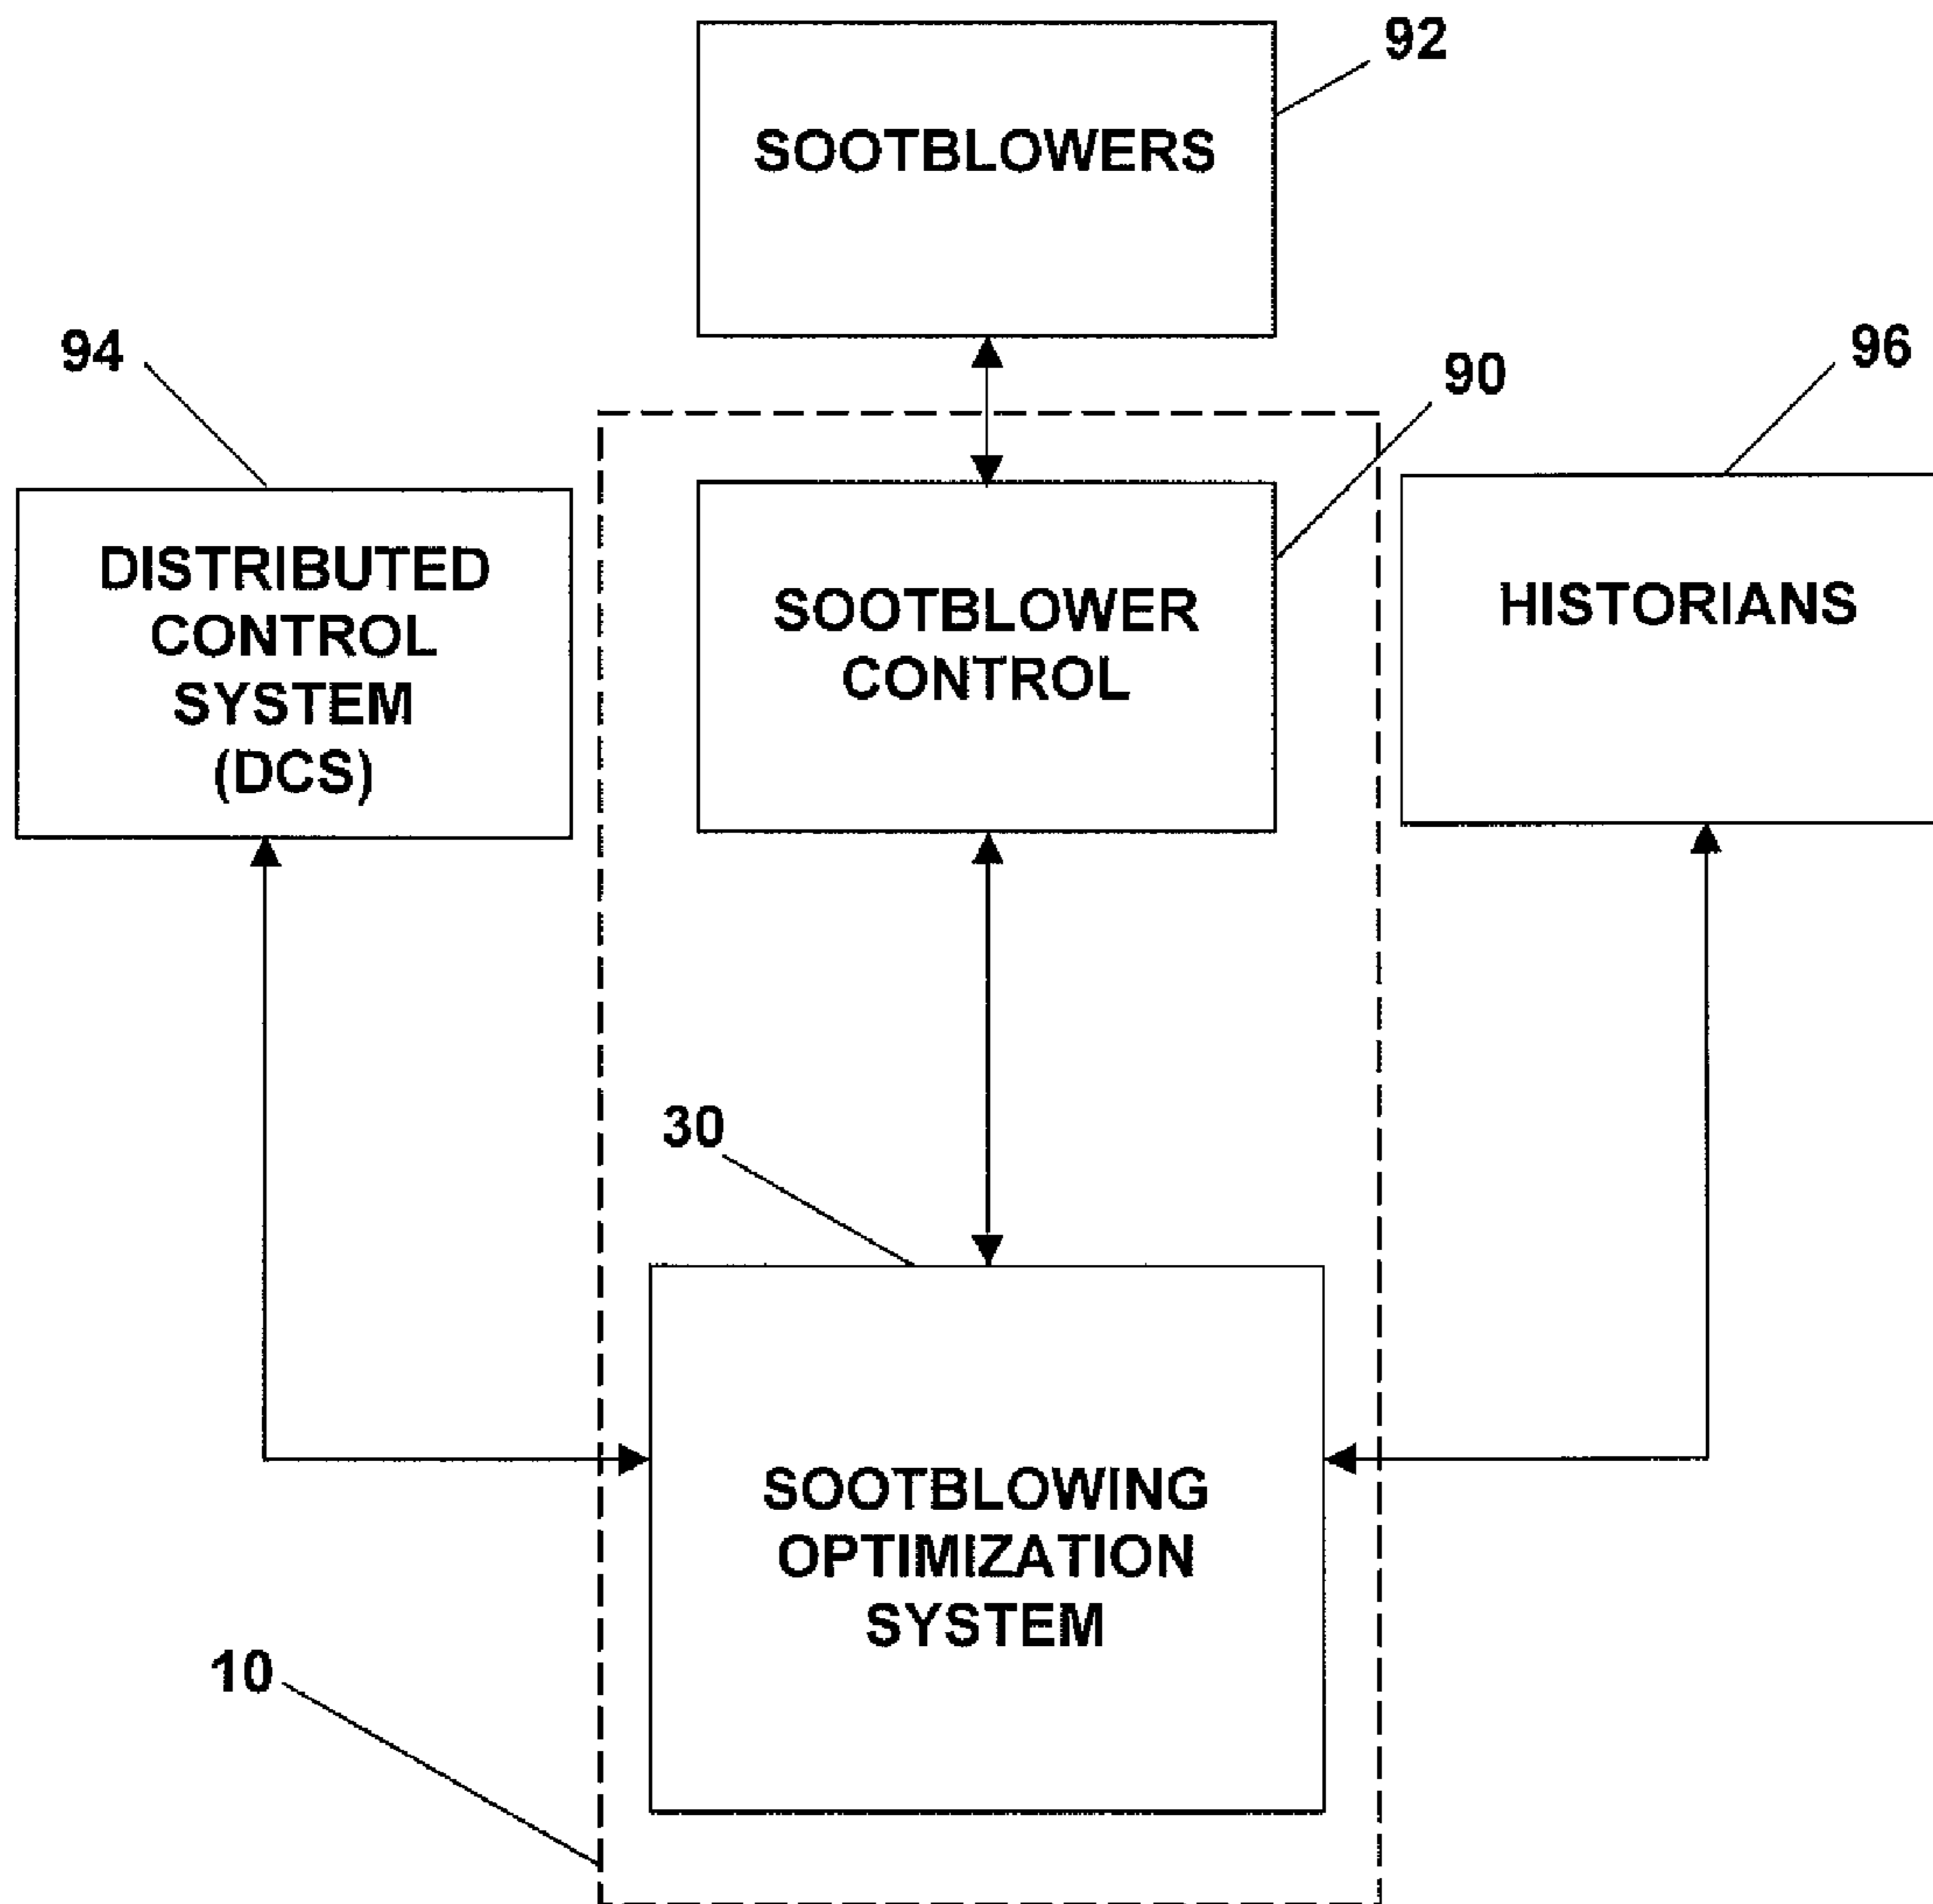 92
SOOTBLOWERS
94
90
96
DISTRIBUTED
CONTROL
SYSTEM
(DCS)
SOOTBLOWER
CONTROL
HISTORIANS
30
SOOTBLOWING
OPTIMIZATION
SYSTEM
10